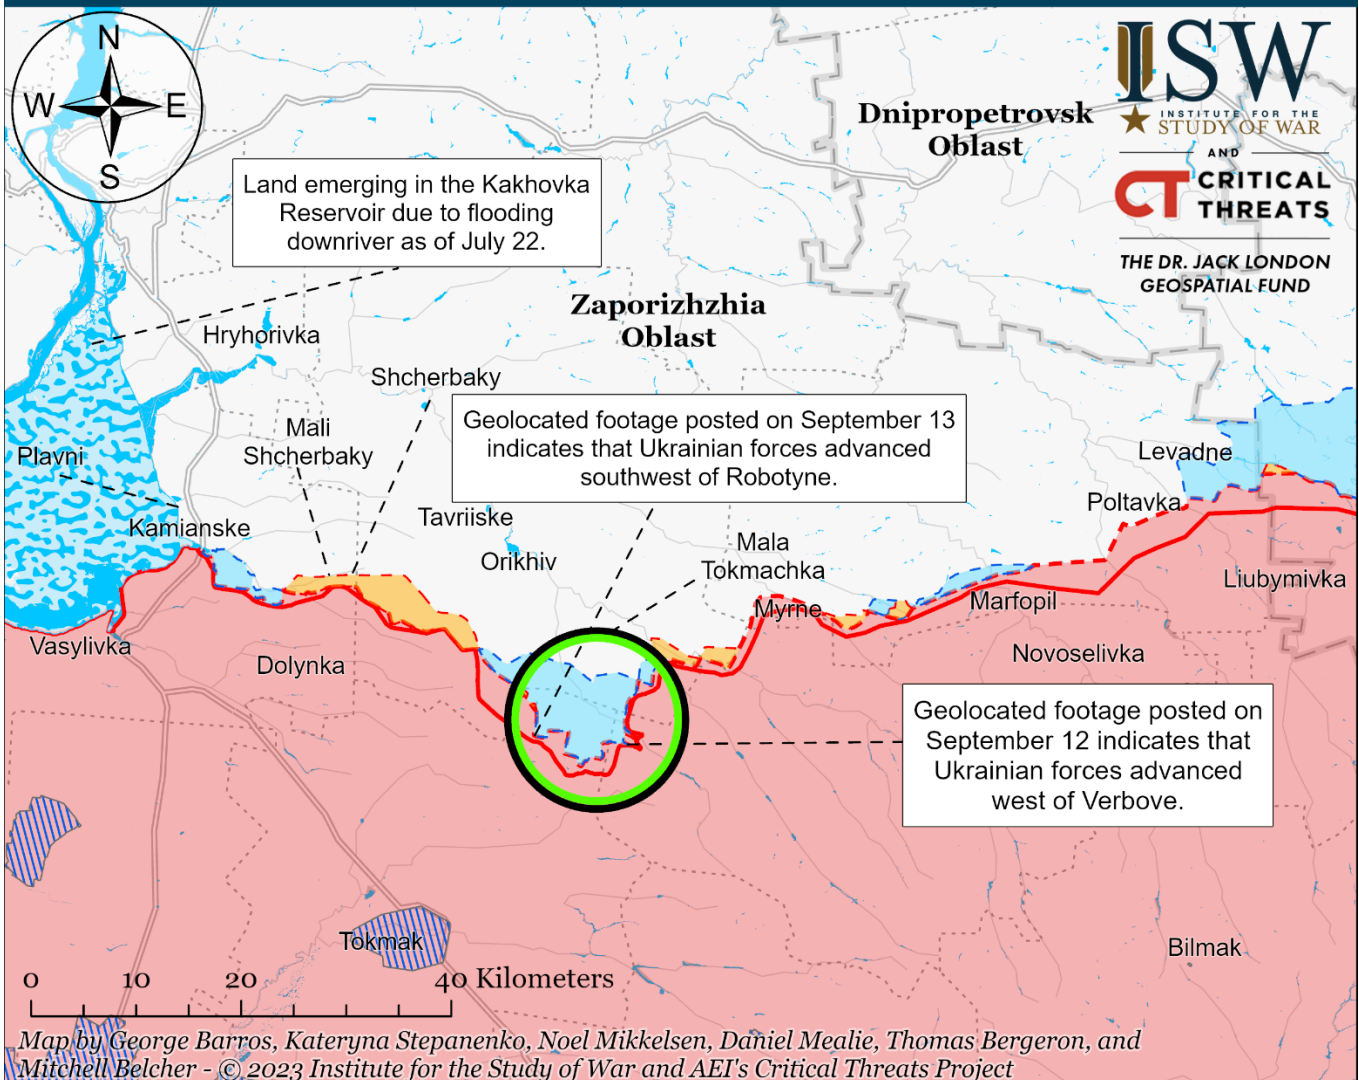 N
W
E
S
ISW
INSTITUTE FOR THE
STUDY OF WAR
AND
CT CRITICAL
THREATS
THE DR. JACK LONDON
GEOSPATIAL FUND
Dnipropetrovsk
Oblast
Land emerging in the Kakhovka
Reservoir due to flooding
downriver as of July 22.
Zaporizhzhia
Oblast
Hryhorivka
Shcherbaky
Geolocated footage posted on September 13
indicates that Ukrainian forces advanced
southwest of Robotyne.
Mali
Shcherbaky
Plavni
Levadne
Poltavka
Kamianske
Tavriiske
Orikhiv
Mala
Tokmachka
Liubymivka
Myrne
Marfopil
Vasylivka
Dolynka
Novoselivka
Geolocated footage posted on
September 12 indicates that
Ukrainian forces advanced
west of Verbove.
Tokmak
Bilmak
0 10 20 40 Kilometers
Map by George Barros, Kateryna Stepanenko, Noel Mikkelsen, Daniel Mealie, Thomas Bergeron, and
Mitchell Belcher - © 2023 Institute for the Study of War and AEI's Critical Threats Project